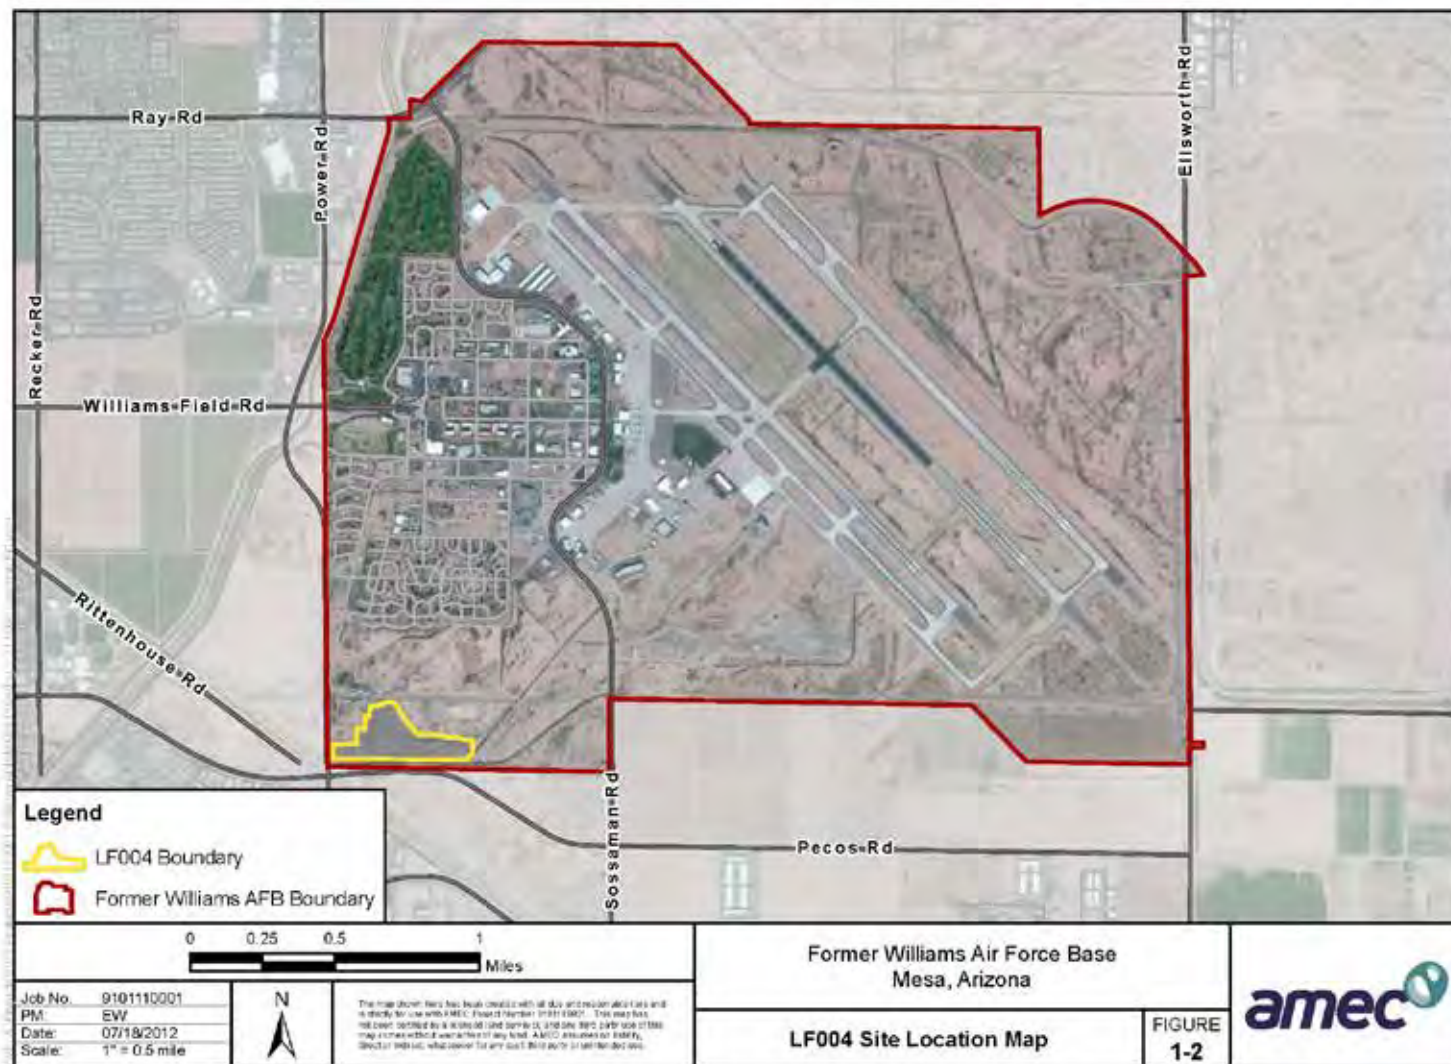 Ray Rd
Power Rd
Ellsworth Rd
Recker Rd
Williams Field Rd
Rittenhouse Rd
Sossaman Rd
Pecos Rd
Legend
LF004 Boundary
Former Williams AFB Boundary
0 0.25 0.5 1
Miles
Job No. 9101110001
PM: EW
Date: 07/18/2012
Scale: 1" = 0.5 mile
N
Former Williams Air Force Base
Mesa, Arizona
LF004 Site Location Map
FIGURE
1-2
amec